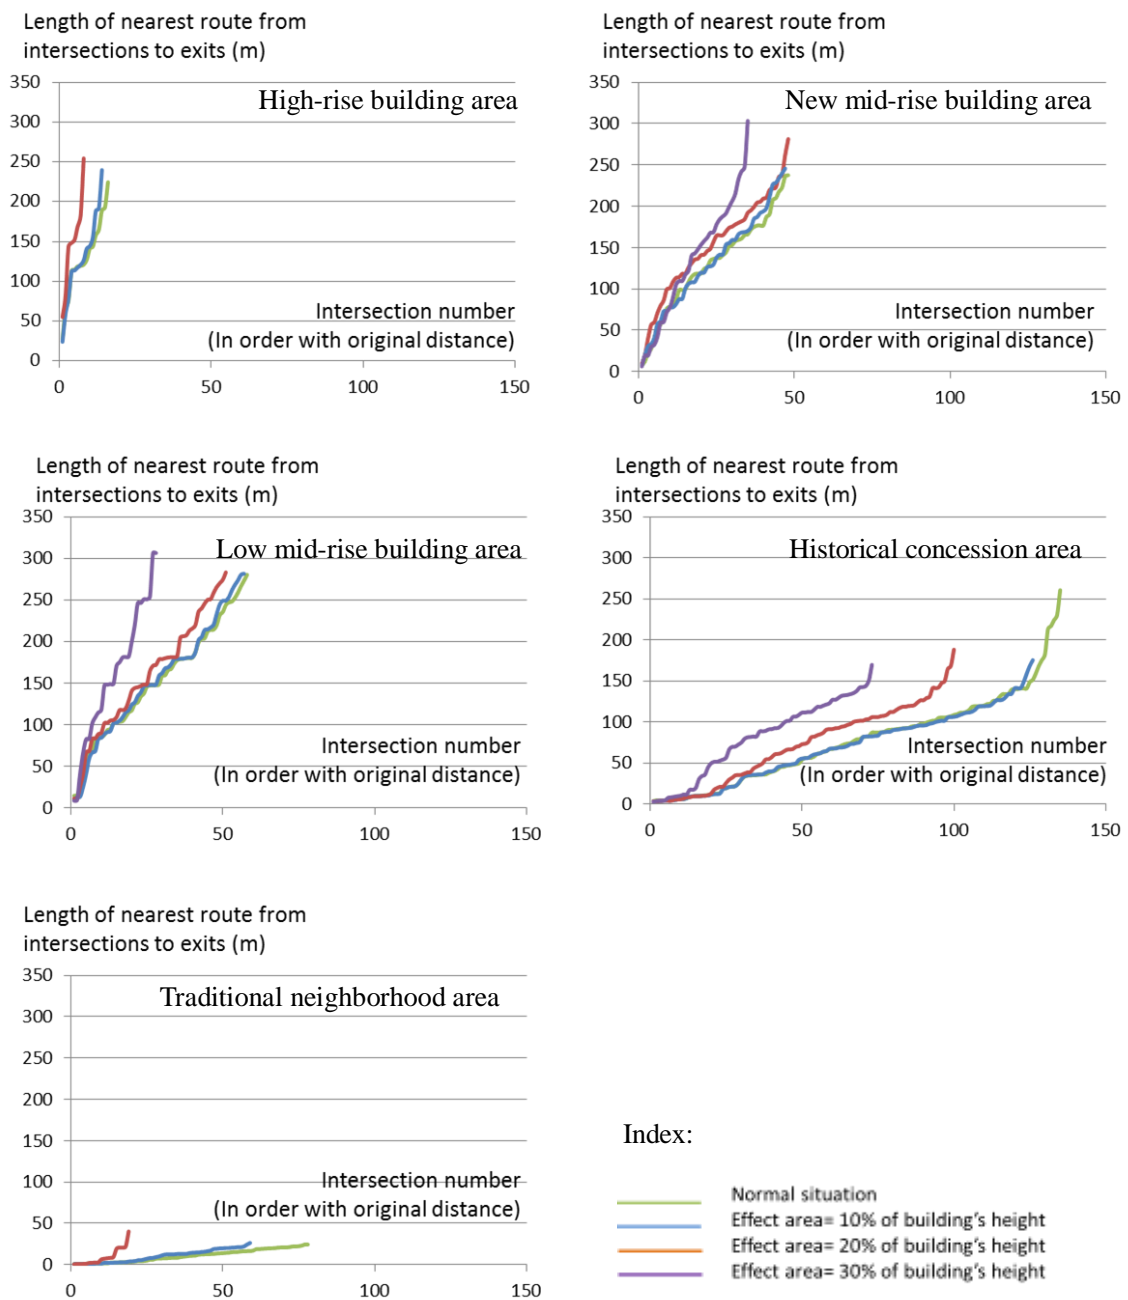 Length of nearest route from
intersections to exits (m)
350
300
250
200
150
100
50
0
0 50 100 150
High-rise building area
Intersection number
(In order with original distance)
Length of nearest route from
intersections to exits (m)
350
300
250
200
150
100
50
0
0 50 100 150
New mid-rise building area
Intersection number
(In order with original distance)
Length of nearest route from
intersections to exits (m)
350
300
250
200
150
100
50
0
0 50 100 150
Low mid-rise building area
Intersection number
(In order with original distance)
Length of nearest route from
intersections to exits (m)
350
300
250
200
150
100
50
0
0 50 100 150
Historical concession area
Intersection number
(In order with original distance)
Length of nearest route from
intersections to exits (m)
350
300
250
200
150
100
50
0
0 50 100 150
Traditional neighborhood area
Intersection number
(In order with original distance)
Index:
Normal situation
Effect area= 10% of building's height
Effect area= 20% of building's height
Effect area= 30% of building's height